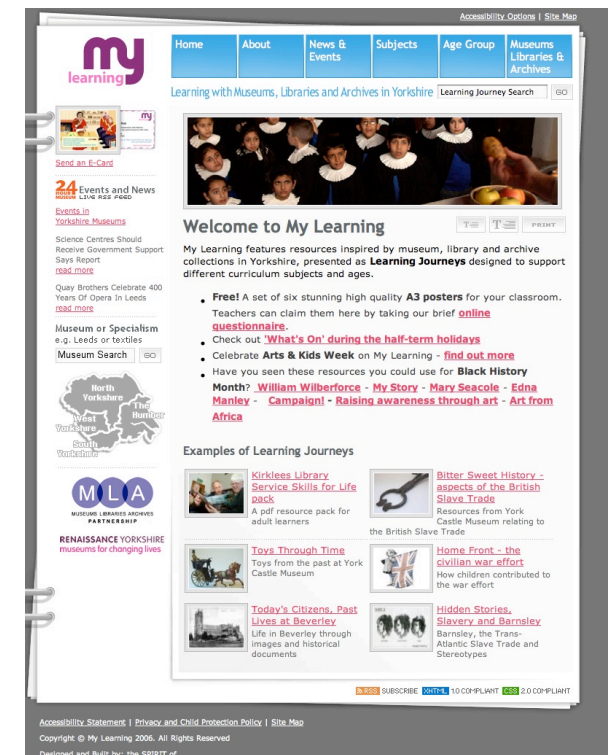 Accessibility Options | Site Map
my
learning
Home
About
News &
Events
Subjects
Age Group
Museums
Libraries &
Archives
Learning with Museums, Libraries and Archives in Yorkshire
Learning Journey Search
GO
my
Send an E-Card
24
HOUR
MUSEUM
Events and News
LIVE RSS FEED
Events in
Yorkshire Museums
Science Centres Should
Receive Government Support
Says Report
read more
Quay Brothers Celebrate 400
Years Of Opera In Leeds
read more
Museum or Specialism
e.g. Leeds or textiles
Museum Search
GO
North
Yorkshire
West
Yorkshire
The
Humber
South
Yorkshire
MLA
MUSEUMS LIBRARIES ARCHIVES
PARTNERSHIP
RENAISSANCE YORKSHIRE
museums for changing lives
Welcome to My Learning
T
T
PRINT
My Learning features resources inspired by museum, library and archive
collections in Yorkshire, presented as Learning Journeys designed to support
different curriculum subjects and ages.
• Free! A set of six stunning high quality A3 posters for your classroom.
Teachers can claim them here by taking our brief online
questionnaire.
• Check out 'What's On' during the half-term holidays
• Celebrate Arts & Kids Week on My Learning - find out more
• Have you seen these resources you could use for Black History
Month? William Wilberforce - My Story - Mary Seacole - Edna
Manley - Campaign! - Raising awareness through art - Art from
Africa
Examples of Learning Journeys
Kirklees Library
Service Skills for Life
pack
A pdf resource pack for
adult learners
Bitter Sweet History -
aspects of the British
Slave Trade
Resources from York
Castle Museum relating to
the British Slave Trade
Toys Through Time
Toys from the past at York
Castle Museum
Home Front - the
civilian war effort
How children contributed to
the war effort
Today's Citizens, Past
Lives at Beverley
Life in Beverley through
images and historical
documents
Hidden Stories,
Slavery and Barnsley
Barnsley, the Trans-
Atlantic Slave Trade and
Stereotypes
RSS SUBSCRIBE XHTML 1.0 COMPLIANT CSS 2.0 COMPLIANT
Accessibility Statement | Privacy and Child Protection Policy | Site Map
Copyright © My Learning 2006. All Rights Reserved
Designed and Built by: the SPIRIT of